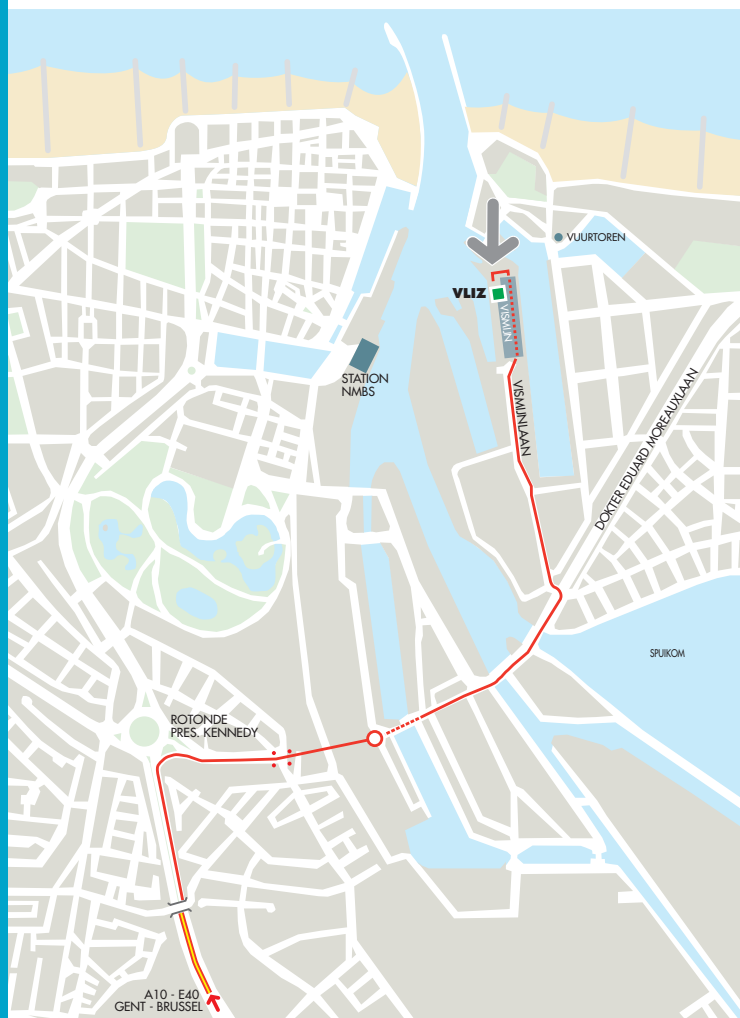 VUURTOREN
VLIZ
VISMIJN
STATION
NMBS
VISMIJNLAAN
DOKTER EDUARD MOREAUXLAAN
SPUIKOM
ROTONDE
PRES. KENNEDY
A10 - E40
GENT - BRUSSEL